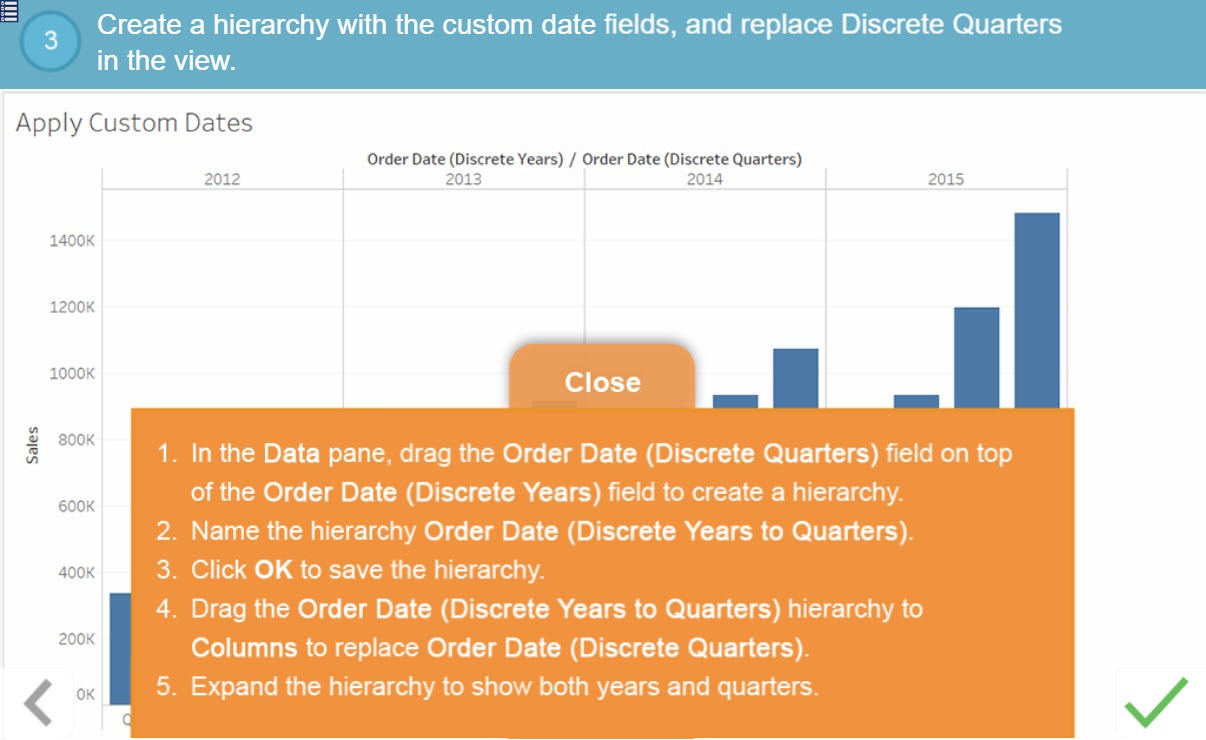 3
Create a hierarchy with the custom date fields, and replace Discrete Quarters
in the view.
Apply Custom Dates
Order Date (Discrete Years) / Order Date (Discrete Quarters)
2012 2013 2014 2015
1400K
1200K
1000K
Close
Sales
800K
600K
400K
200K
0K
1. In the Data pane, drag the Order Date (Discrete Quarters) field on top
of the Order Date (Discrete Years) field to create a hierarchy.
2. Name the hierarchy Order Date (Discrete Years to Quarters).
3. Click OK to save the hierarchy.
4. Drag the Order Date (Discrete Years to Quarters) hierarchy to
Columns to replace Order Date (Discrete Quarters).
5. Expand the hierarchy to show both years and quarters.